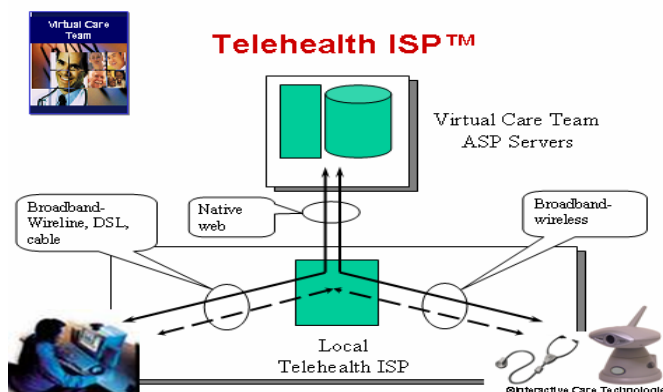 Virtual Care
Team
Telehealth ISP™
Virtual Care Team
ASP Servers
Broadband-
Wireline, DSL,
cable
Native
web
Broadband-
wireless
Local
Telehealth ISP
©Interactive Care Technologie